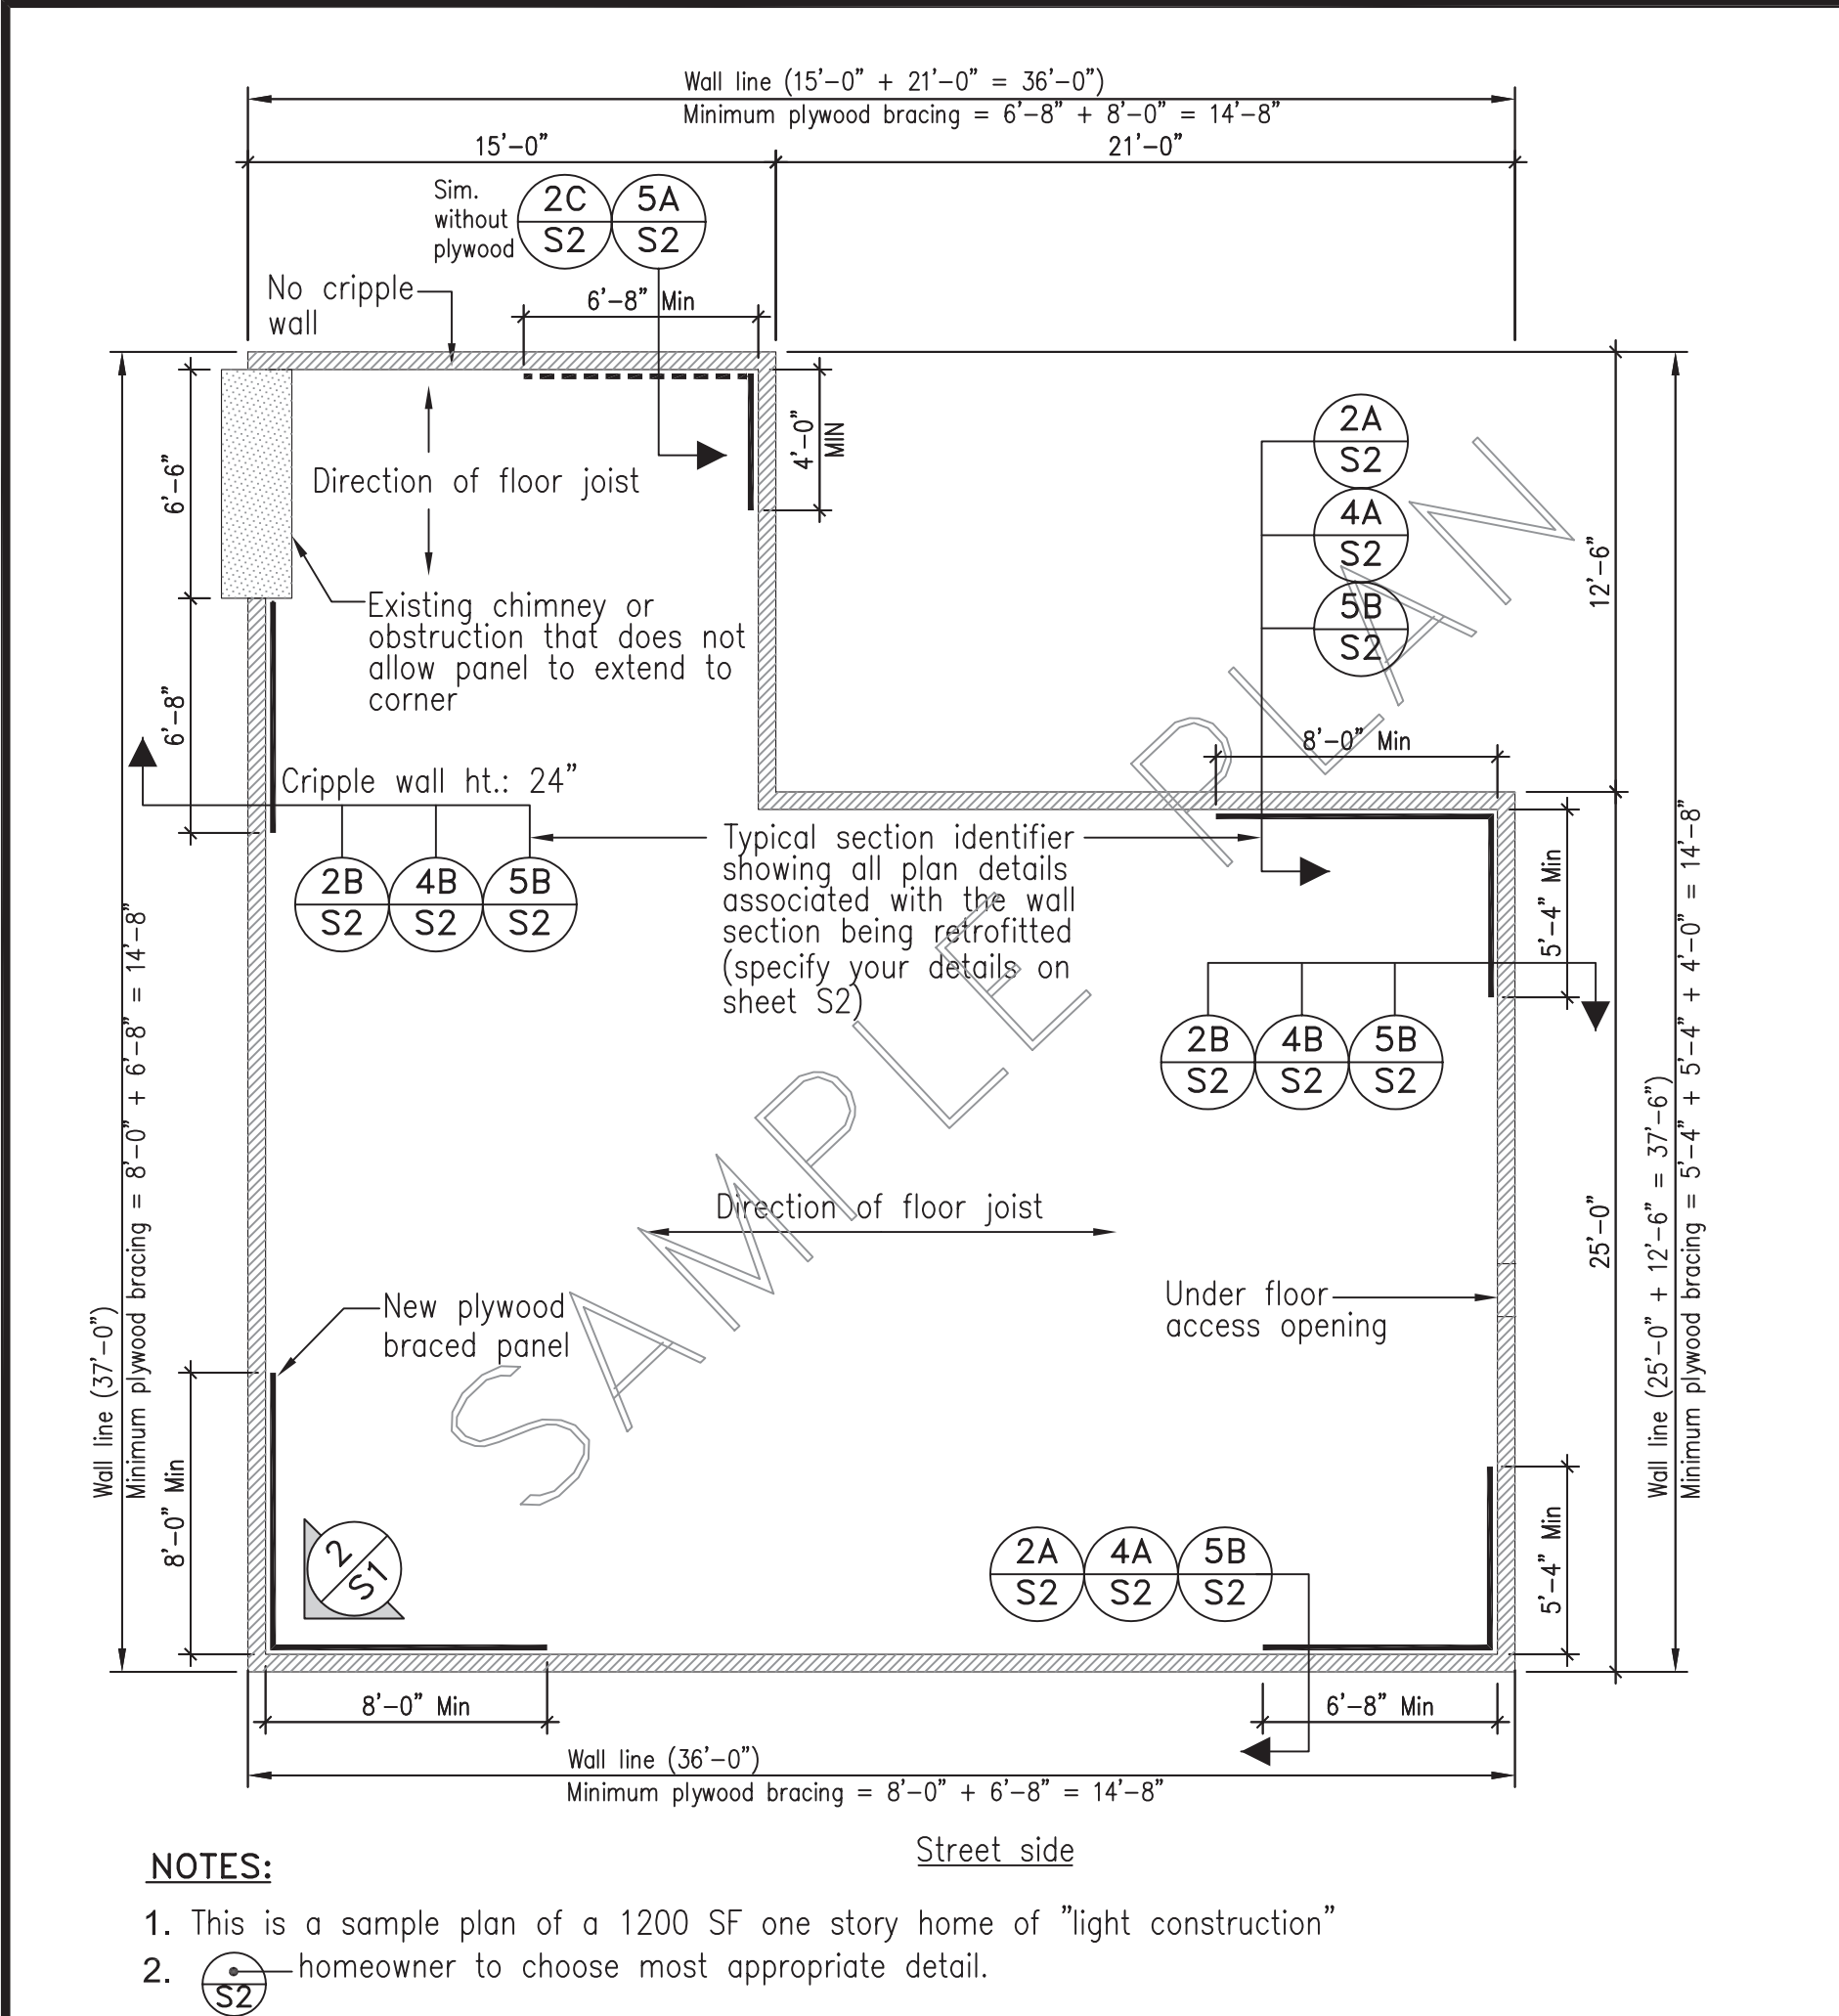 Wall line (15'-0" + 21'-0" = 36'-0")
Minimum plywood bracing = 6'-8" + 8'-0" = 14'-8"
15'-0"
21'-0"
Sim.
without
plywood
2C
S2
5A
S2
No cripple
wall
6'-8" Min
6'-6"
Direction of floor joist
4'-0"
MIN
2A
S2
4A
S2
5B
S2
12'-6"
Existing chimney or
obstruction that does not
allow panel to extend to
corner
6'-8"
8'-0" Min
Cripple wall ht.: 24"
2B
S2
4B
S2
5B
S2
Typical section identifier
showing all plan details
associated with the wall
section being retrofitted
(specify your details on
sheet S2)
5'-4" Min
2B
S2
4B
S2
5B
S2
Wall line (37'-0")
Minimum plywood bracing = 8'-0" + 6'-8" = 14'-8"
Wall line (25'-0" + 12'-6" = 37'-6")
Minimum plywood bracing = 5'-4" + 5'-4" + 4'-0" = 14'-8"
SAMPLE PLAN
Direction of floor joist
25'-0"
Under floor
access opening
New plywood
braced panel
8'-0" Min
2
S1
2A
S2
4A
S2
5B
S2
5'-4" Min
8'-0" Min
6'-8" Min
Wall line (36'-0")
Minimum plywood bracing = 8'-0" + 6'-8" = 14'-8"
Street side
NOTES:
1. This is a sample plan of a 1200 SF one story home of "light construction"
2. S2 homeowner to choose most appropriate detail.